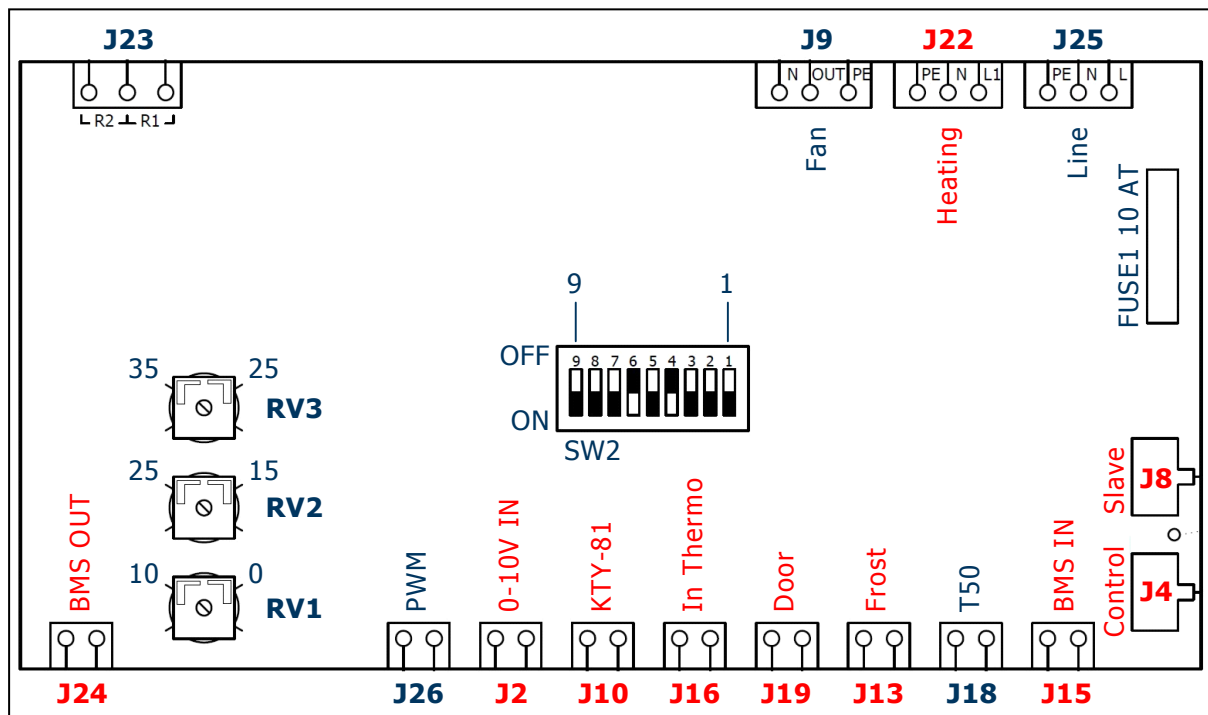 J23 J9 J22 J25
N OUT PE PE N L1 PE N L
R2 R1
Fan
Heating
Line
FUSE1 10 AT
9 1
OFF
9 8 7 6 5 4 3 2 1
ON
SW2
35 25
RV3
25 15
RV2
10 0
RV1
BMS OUT
PWM
0-10V IN
KTY-81
In Thermo
Door
Frost
T50
BMS IN
Slave
J8
Control
J4
J24 J26 J2 J10 J16 J19 J13 J18 J15